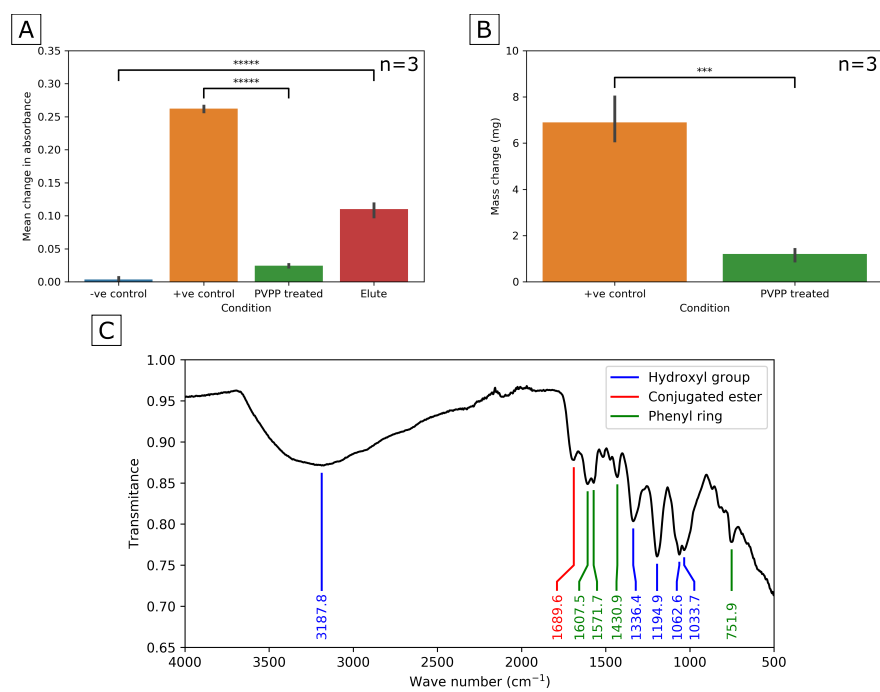 A
n=3
*****
*****
0.35
0.30
0.25
0.20
0.15
0.10
0.05
0.00
Mean change in absorbance
-ve control
+ve control
PVPP treated
Elute
Condition
B
n=3
***
10
8
6
4
2
0
Mass change (mg)
+ve control
PVPP treated
Condition
C
1.00
0.95
0.90
0.85
0.80
0.75
0.70
0.65
Transmitance
Hydroxyl group
Conjugated ester
Phenyl ring
3187.8
1689.6
1607.5
1571.7
1430.9
1336.4
1194.9
1062.6
1033.7
751.9
4000
3500
3000
2500
2000
1500
1000
500
Wave number (cm⁻¹)